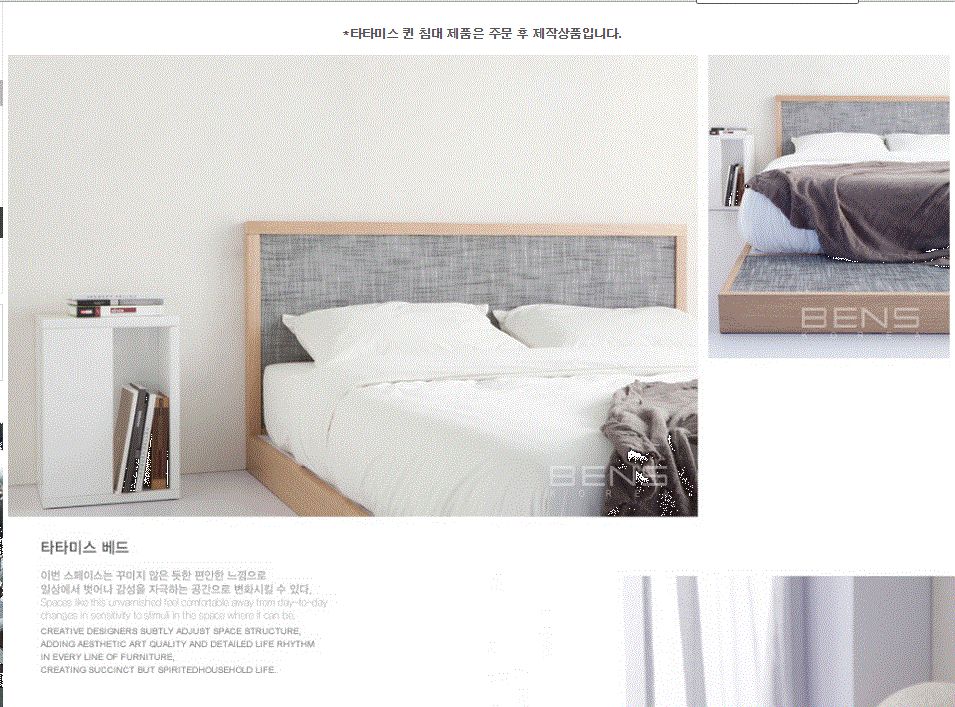 *타타미스 퀸 침대 제품은 주문 후 제작상품입니다.
BENS
KOREA
BENS
KOREA
타타미스 베드
이번 스페이스는 꾸미지 않은 듯한 편안한 느낌으로
일상에서 벗어나 감성을 자극하는 공간으로 변화시킬 수 있다.
Spaces like this unvarnished feel comfortable away from day-to-day
changes in sensitivity to stimuli in the space where it can be.
CREATIVE DESIGNERS SUBTLY ADJUST SPACE STRUCTURE,
ADDING AESTHETIC ART QUALITY AND DETAILED LIFE RHYTHM
IN EVERY LINE OF FURNITURE,
CREATING SUCCINCT BUT SPIRITEDHOUSEHOLD LIFE..